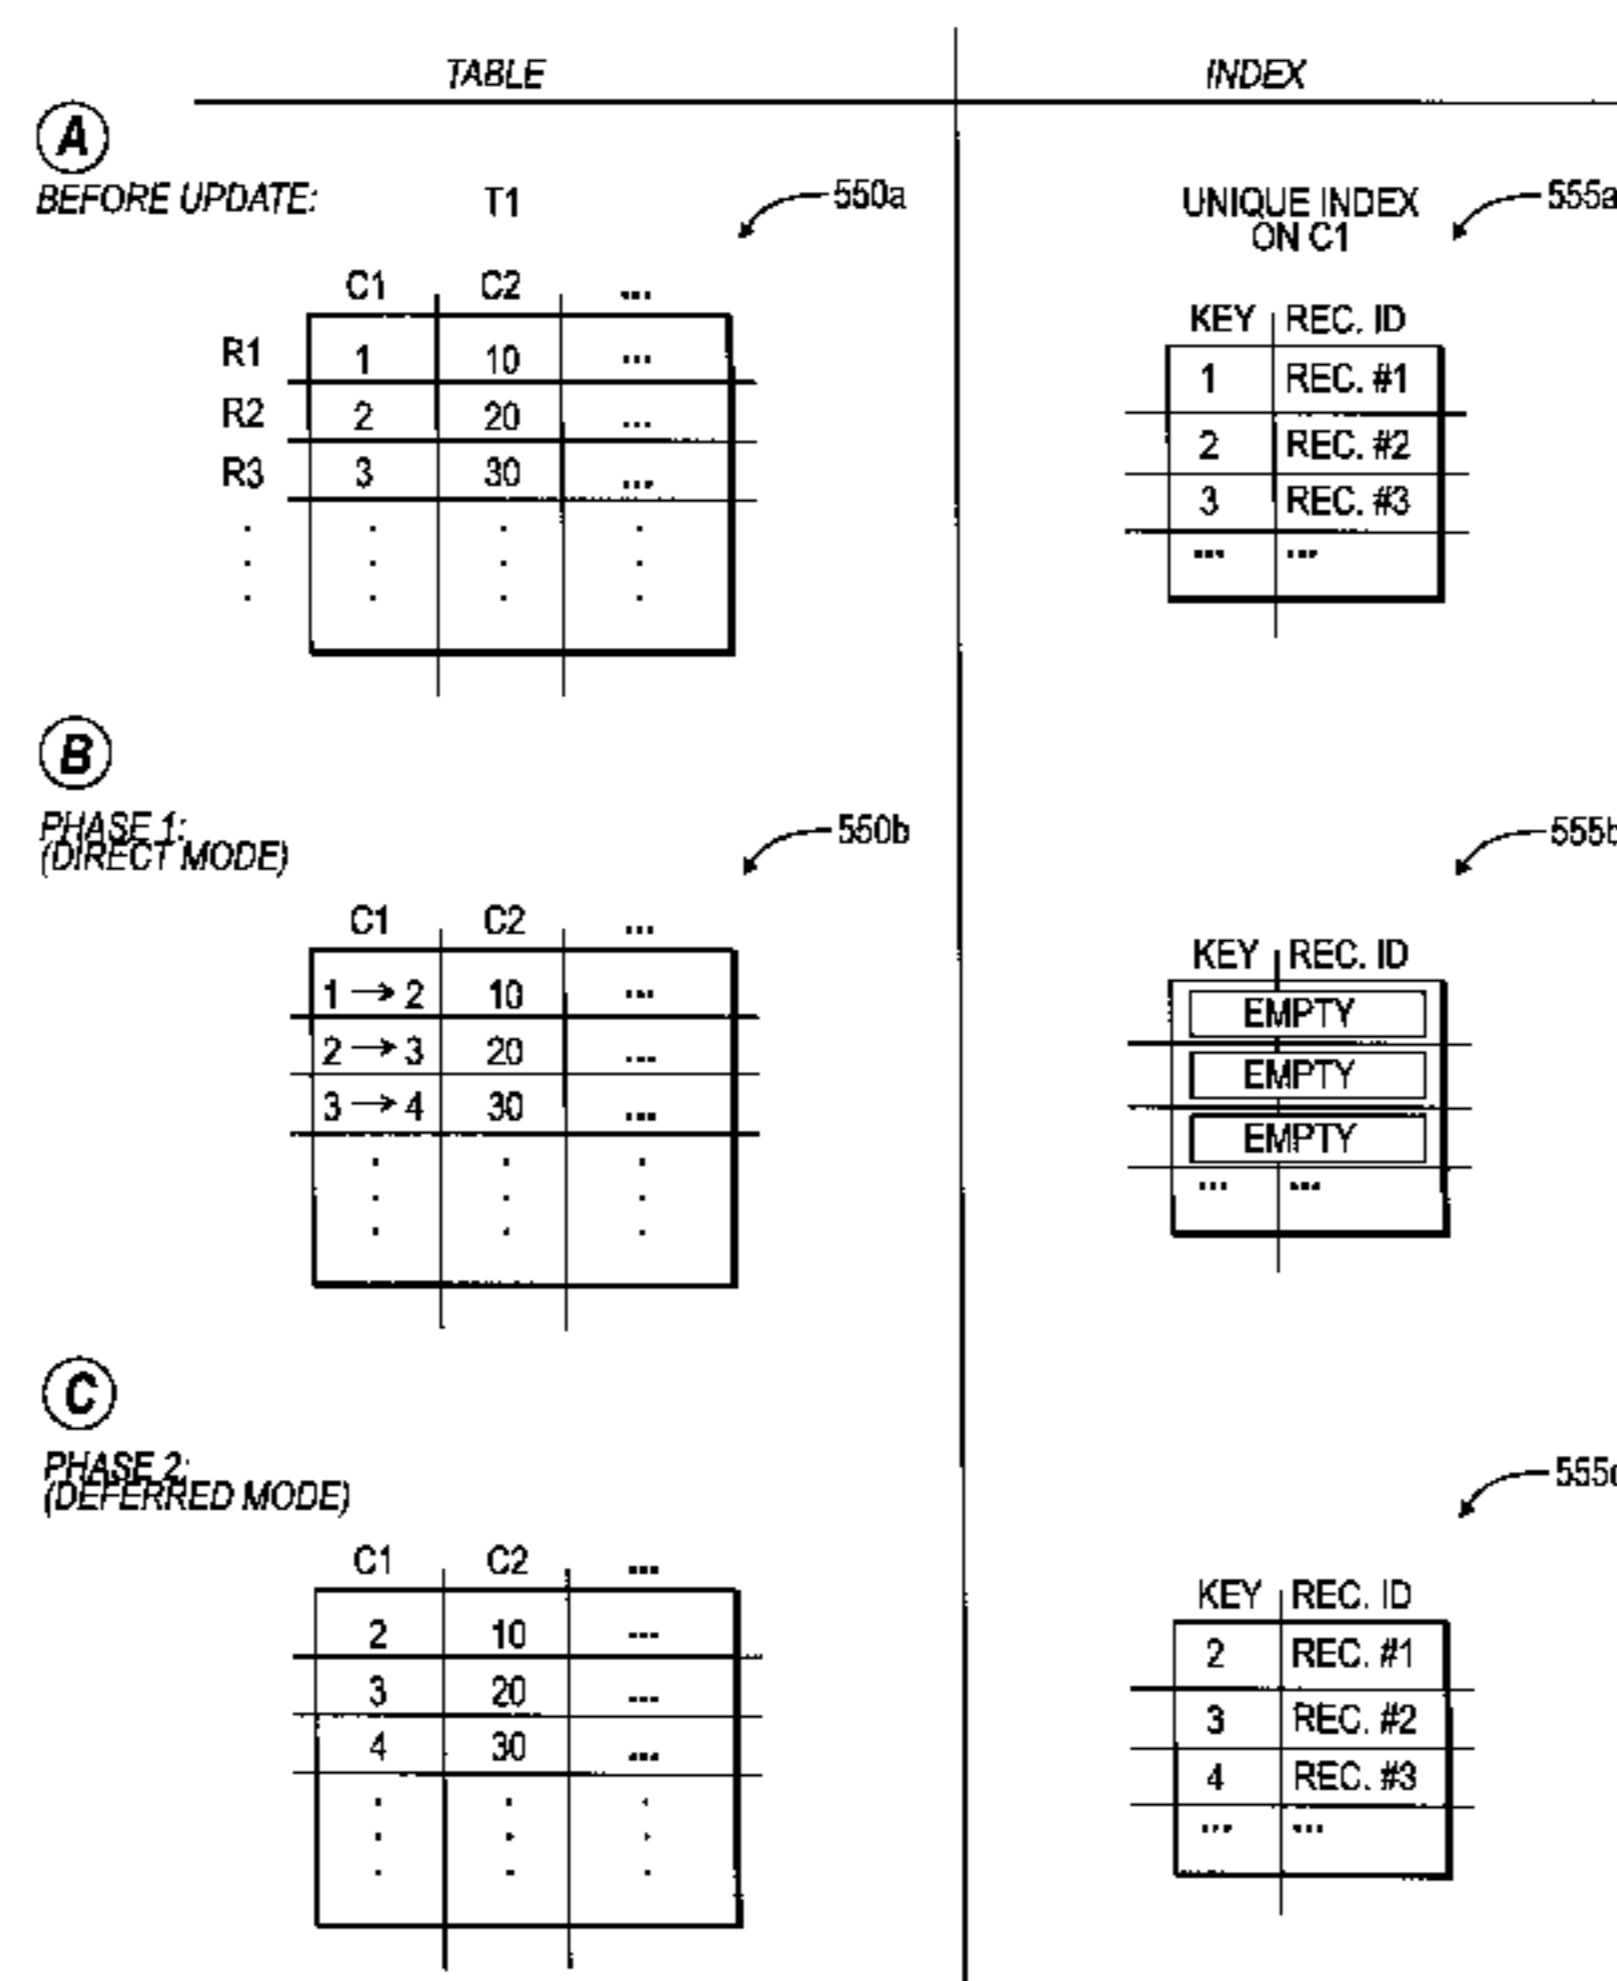 TABLE INDEX
A
BEFORE UPDATE: T1 550a UNIQUE INDEX ON C1 555a
C1 C2 ... KEY REC. ID
R1 1 10 ... 1 REC. #1
R2 2 20 ... 2 REC. #2
R3 3 30 ... 3 REC. #3
... ...
B
PHASE 1:
(DIRECT MODE) 550b 555b
C1 C2 ... KEY REC. ID
1 → 2 10 ... EMPTY
2 → 3 20 ... EMPTY
3 → 4 30 ... EMPTY
... ...
C
PHASE 2:
(DEFERRED MODE)
C1 C2 ... KEY REC. ID
2 10 ... 2 REC. #1
3 20 ... 3 REC. #2
4 30 ... 4 REC. #3
... ...